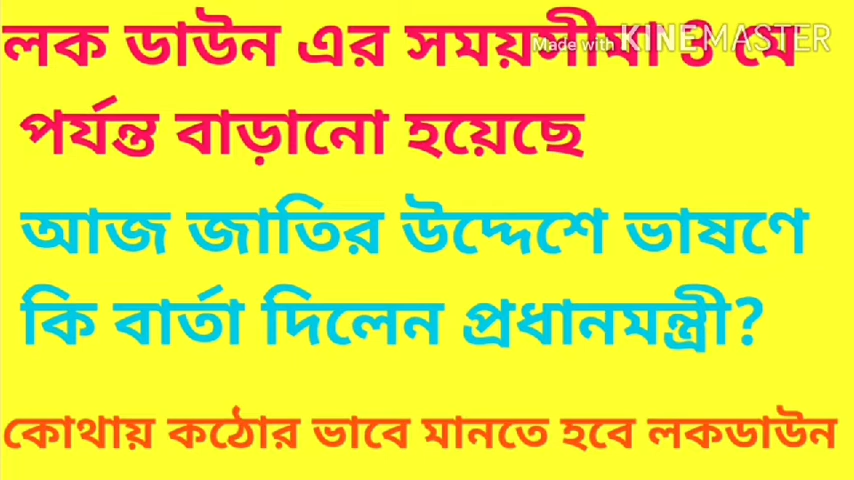 লক ডাউন এর সময়সীমা 3 মে
Made with KINEMASTER
পর্যন্ত বাড়ানো হয়েছে
আজ জাতির উদ্দেশে ভাষণে
কি বার্তা দিলেন প্রধানমন্ত্রী?
কোথায় কঠোর ভাবে মানতে হবে লকডাউন